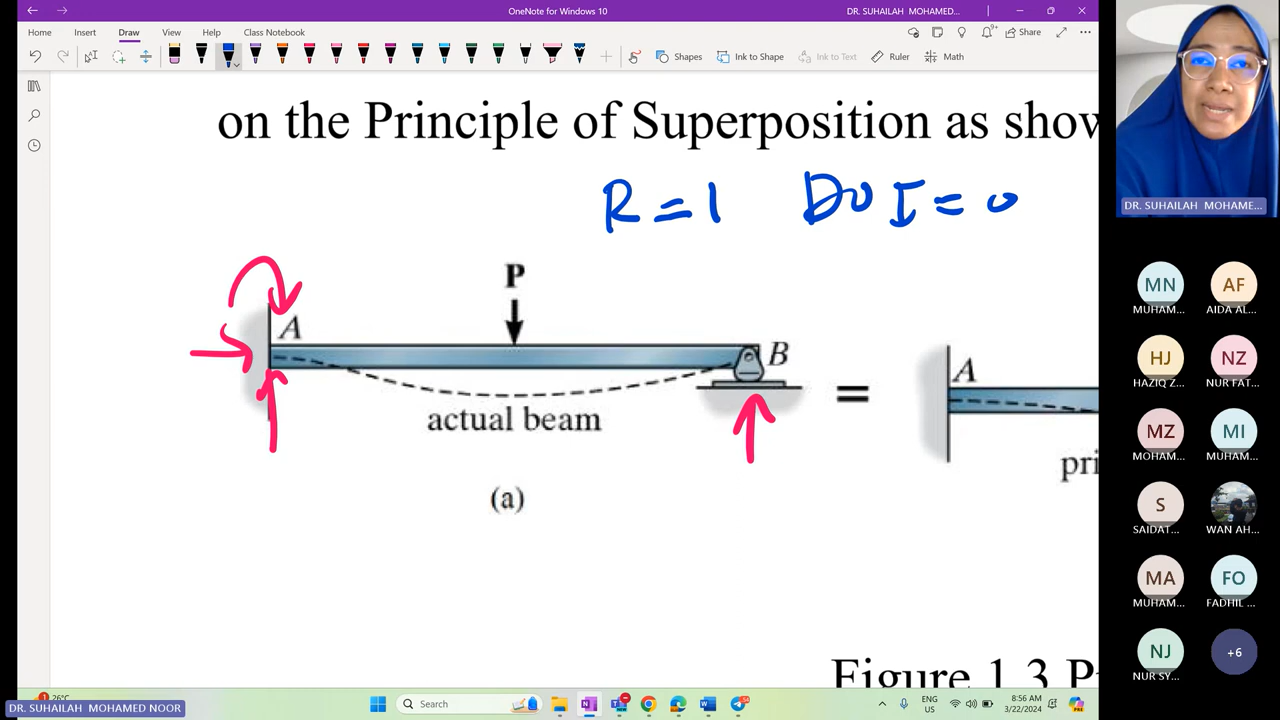 OneNote for Windows 10
DR. SUHAILAH MOHAMED...
Home
Insert
Draw
View
Help
Class Notebook
Share
Shapes
Ink to Shape
Ink to Text
Ruler
Math
on the Principle of Superposition as show
R = 1 DOI = 0
P
A
B
actual beam
=
A
pri
(a)
Figure 1.3 P
DR. SUHAILAH MOHAME...
MN
MUHAM...
AF
AIDA AL...
HJ
HAZIQ Z...
NZ
NUR FAT...
MZ
MOHAM...
MI
MUHAM...
S
SAIDAT...
WAN AH...
MA
MUHAM...
FO
FADHIL ...
NJ
NUR SY...
+6
26°C
DR. SUHAILAH MOHAMED NOOR
Search
ENG
US
8:56 AM
3/22/2024